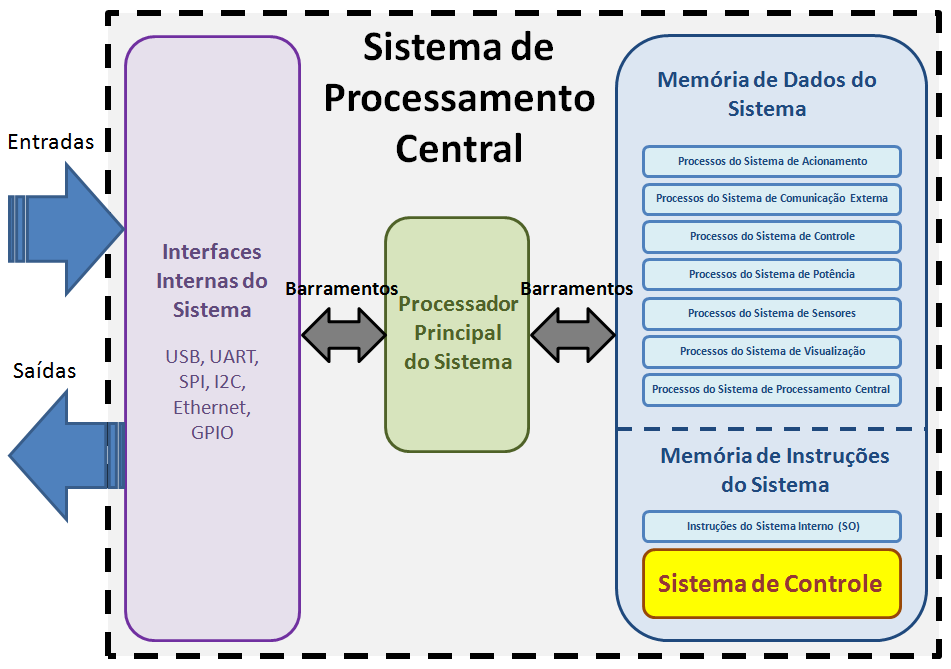 Sistema de
Processamento
Central
Entradas
Saídas
Interfaces
Internas do
Sistema
USB, UART,
SPI, I2C,
Ethernet,
GPIO
Barramentos
Processador
Principal
do Sistema
Barramentos
Memória de Dados do
Sistema
Processos do Sistema de Acionamento
Processos do Sistema de Comunicação Externa
Processos do Sistema de Controle
Processos do Sistema de Potência
Processos do Sistema de Sensores
Processos do Sistema de Visualização
Processos do Sistema de Processamento Central
Memória de Instruções
do Sistema
Instruções do Sistema Interno (SO)
Sistema de Controle